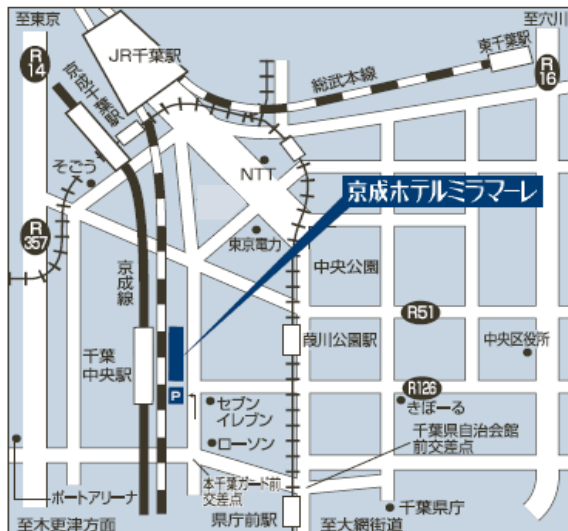 至東京
至穴川
R
14
JR千葉駅
東千葉駅
R
16
京成千葉駅
総武本線
そごう
NTT
京成ホテルミラマーレ
R
357
東京電力
中央公園
京成線
R51
千葉
中央駅
葭川公園駅
中央区役所
R126
P
セブン
イレブン
きぼーる
ローソン
千葉県自治会館
前交差点
本千葉ガード前
交差点
ポートアリーナ
県庁前駅
千葉県庁
至木更津方面
至大網街道